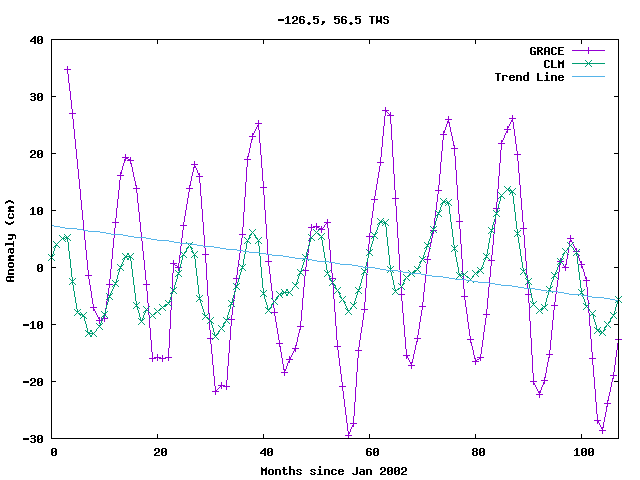 -126.5, 56.5 TWS
GRACE
CLM
Trend Line
40
30
20
10
0
-10
-20
-30
Anomaly (cm)
0 20 40 60 80 100
Months since Jan 2002